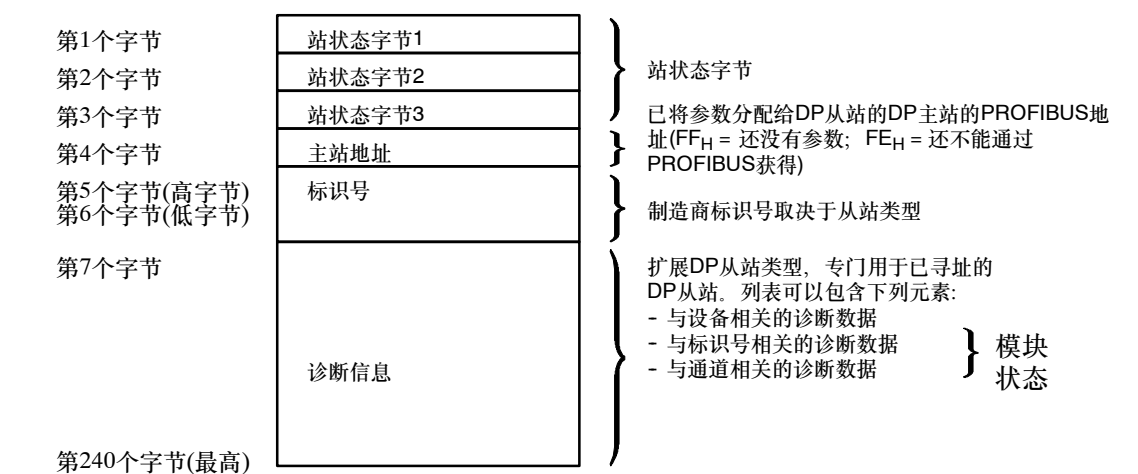 第1个字节
站状态字节1
第2个字节
站状态字节2
站状态字节
第3个字节
站状态字节3
已将参数分配给DP从站的DP主站的PROFIBUS地
址(FFH = 还没有参数; FEH = 还不能通过
PROFIBUS获得)
第4个字节
主站地址
第5个字节(高字节)
标识号
第6个字节(低字节)
制造商标识号取决于从站类型
第7个字节
扩展DP从站类型, 专门用于已寻址的
DP从站。列表可以包含下列元素:
- 与设备相关的诊断数据
- 与标识号相关的诊断数据
- 与通道相关的诊断数据
模块
状态
诊断信息
第240个字节(最高)